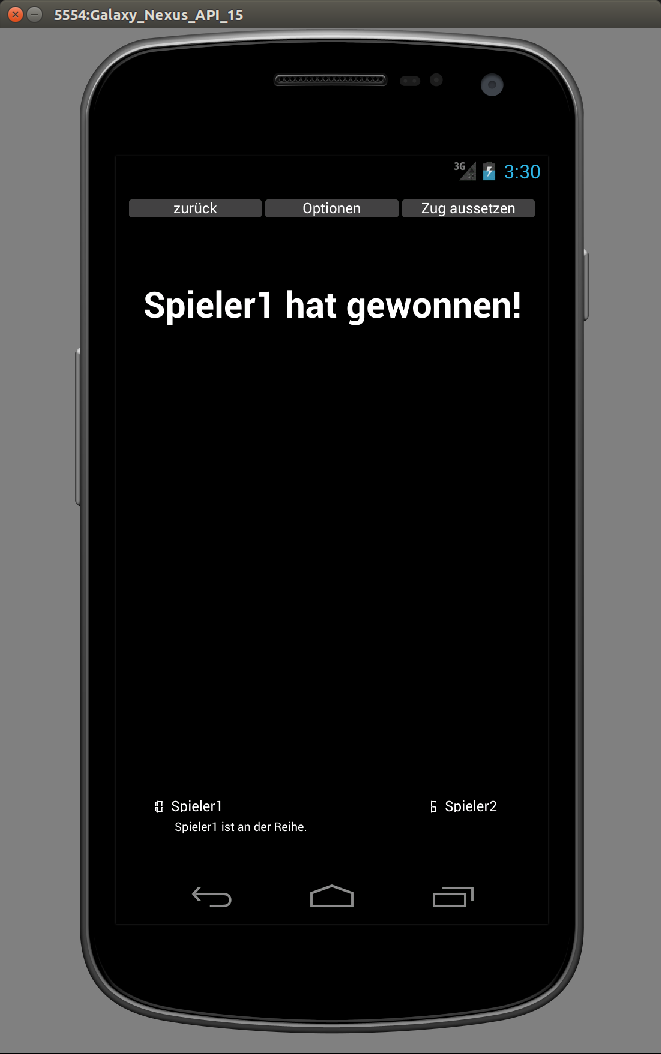 5554:Galaxy_Nexus_API_15
3G 3:30
zurück Optionen Zug aussetzen
Spieler1 hat gewonnen!
Spieler1 6 Spieler2
Spieler1 ist an der Reihe.